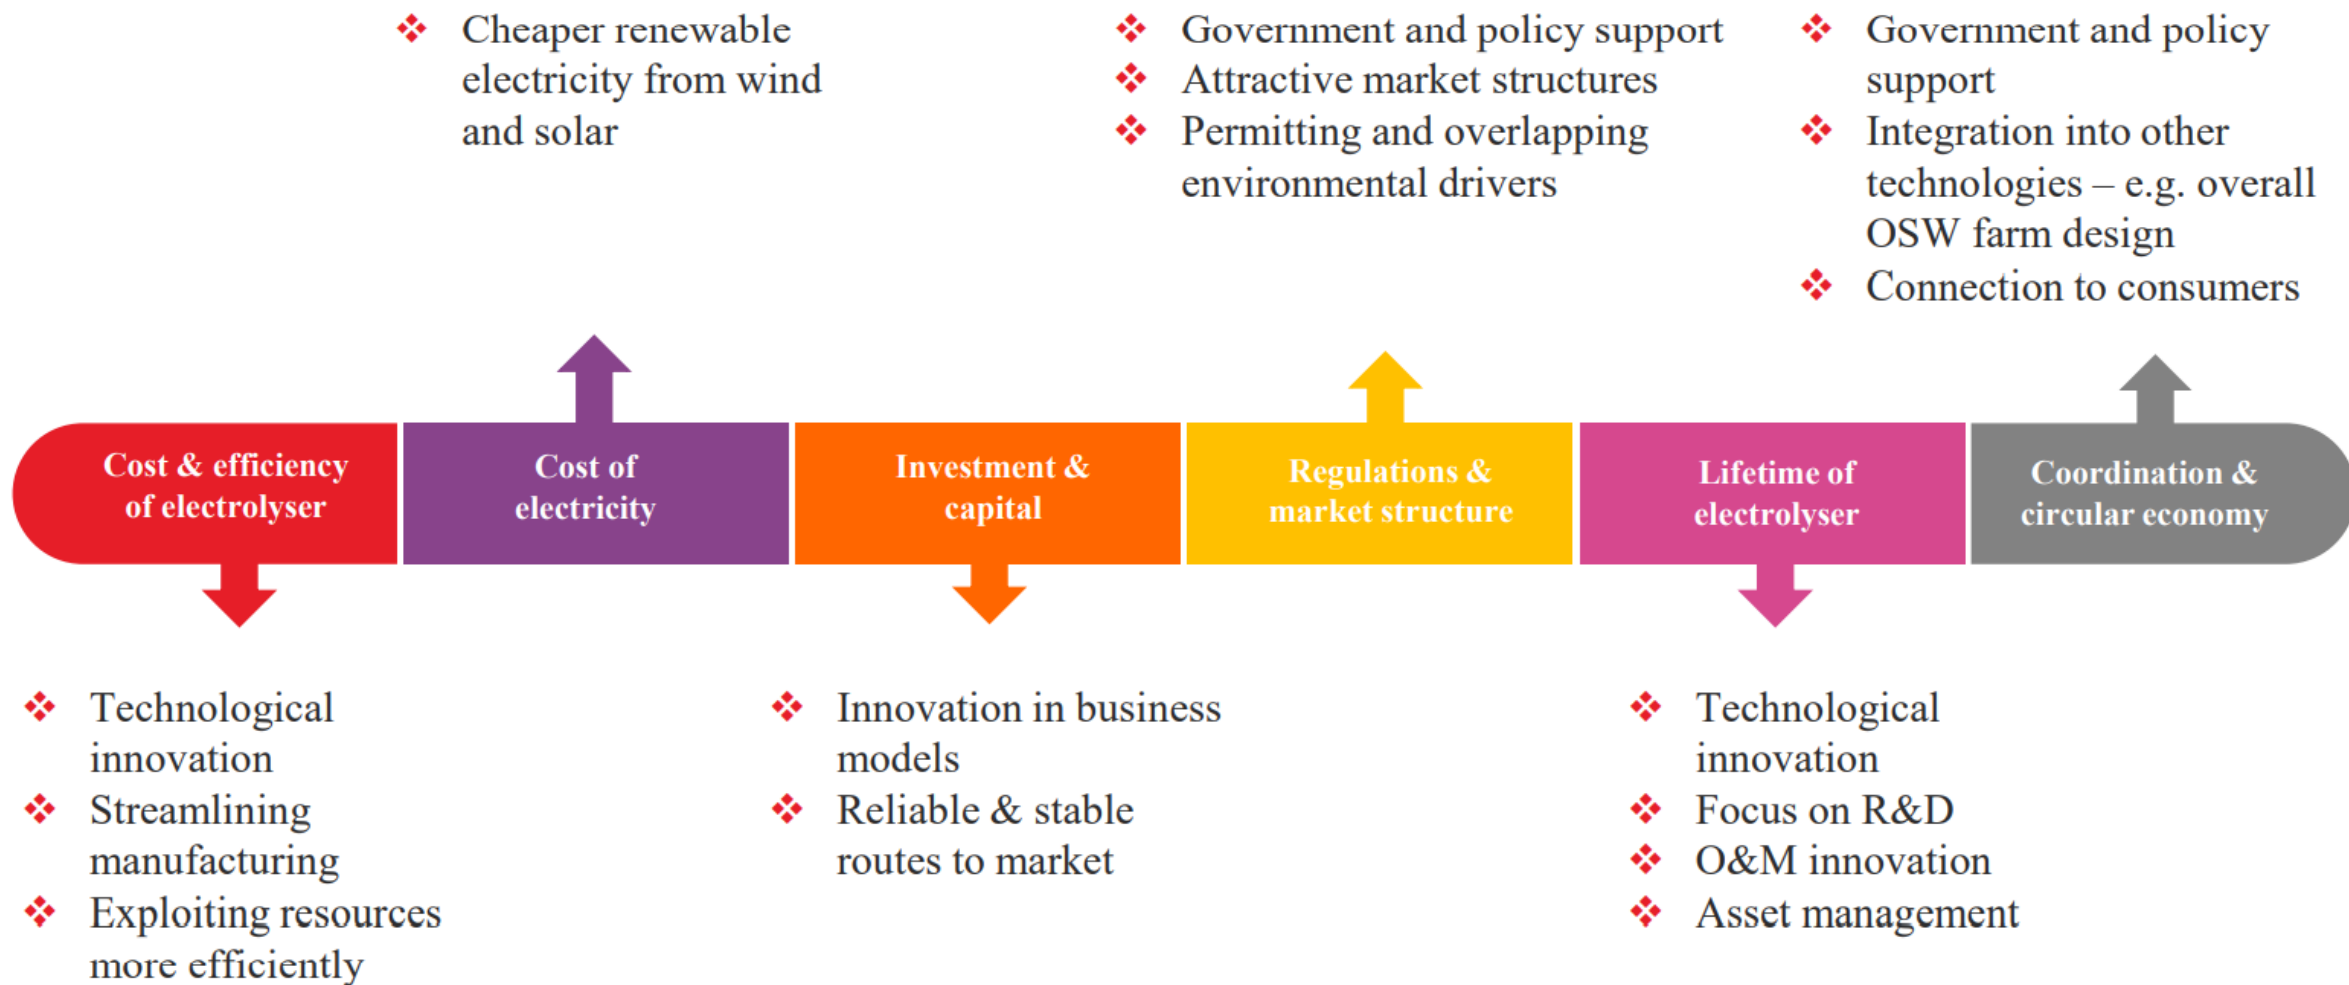 Cheaper renewable
electricity from wind
and solar
Government and policy support
Attractive market structures
Permitting and overlapping
environmental drivers
Government and policy
support
Integration into other
technologies – e.g. overall
OSW farm design
Connection to consumers
Cost & efficiency
of electrolyser
Cost of
electricity
Investment &
capital
Regulations &
market structure
Lifetime of
electrolyser
Coordination &
circular economy
Technological
innovation
Streamlining
manufacturing
Exploiting resources
more efficiently
Innovation in business
models
Reliable & stable
routes to market
Technological
innovation
Focus on R&D
O&M innovation
Asset management